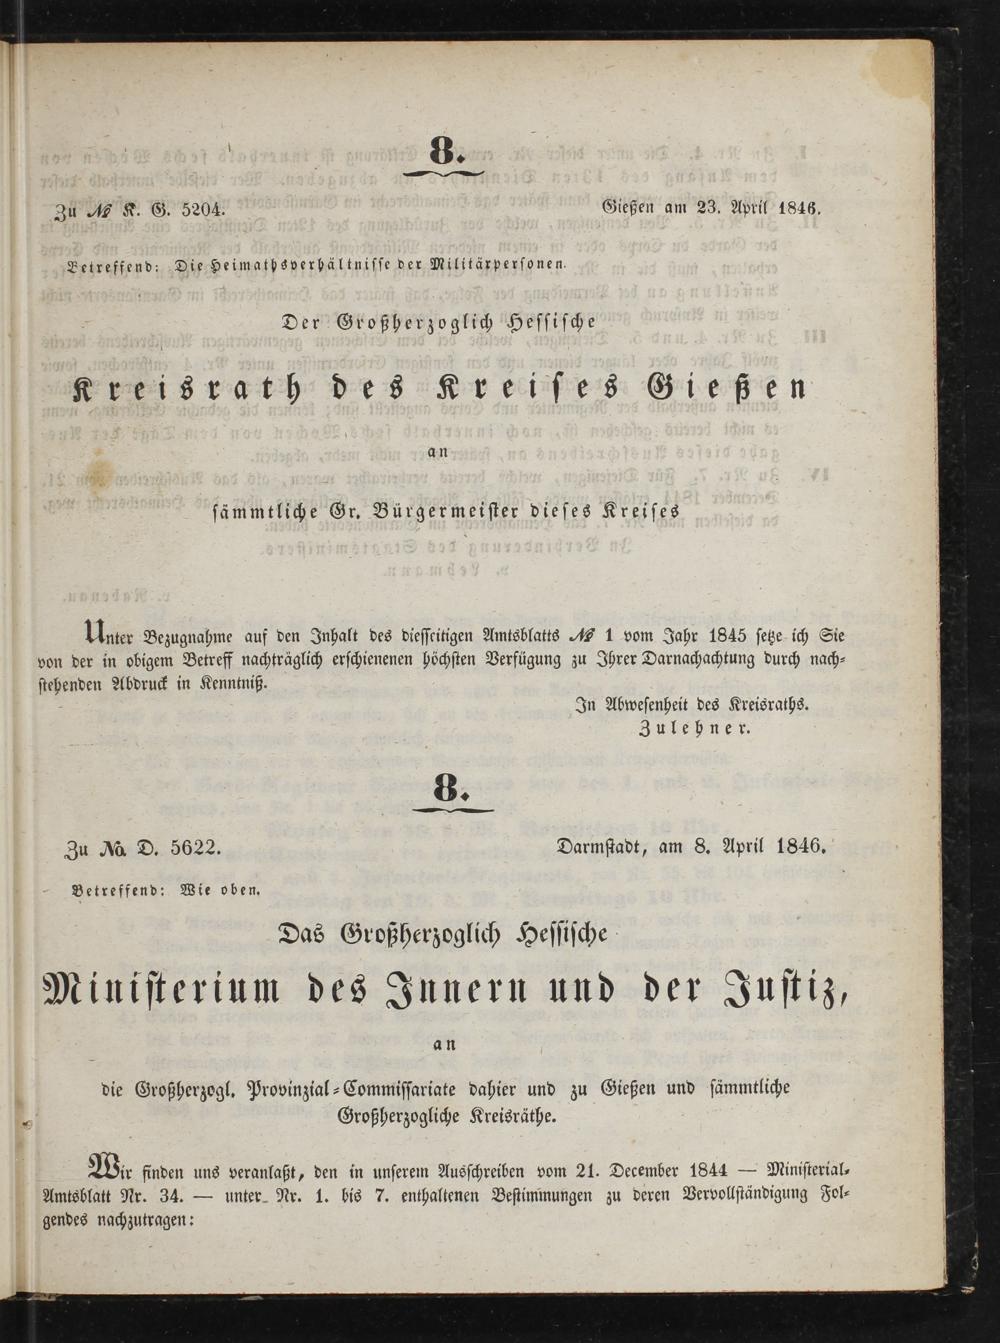 8.
Zu № K. G. 5204. Gießen am 23. April 1846.
Betreffend: Die Heimathsverhältnisse der Militärpersonen.
Der Großherzoglich Hessische
Kreisrath des Kreises Gießen
an
sämmtliche Gr. Bürgermeister dieses Kreises
Unter Bezugnahme auf den Inhalt des diesseitigen Amtsblatts № 1 vom Jahr 1845 setze ich Sie
von der in obigem Betreff nachträglich erschienenen höchsten Verfügung zu Ihrer Darnachachtung durch nach-
stehenden Abdruck in Kenntniß.
In Abwesenheit des Kreisraths.
Zulehner.
8.
Zu No. D. 5622. Darmstadt, am 8. April 1846.
Betreffend: Wie oben.
Das Großherzoglich Hessische
Ministerium des Innern und der Justiz,
an
die Großherzogl. Provinzial-Commissariate dahier und zu Gießen und sämmtliche
Großherzogliche Kreisräthe.
Wir finden uns veranlaßt, den in unserem Ausschreiben vom 21. December 1844 — Ministerial-
Amtsblatt Nr. 34. — unter Nr. 1. bis 7. enthaltenen Bestimmungen zu deren Vervollständigung Fol-
gendes nachzutragen: